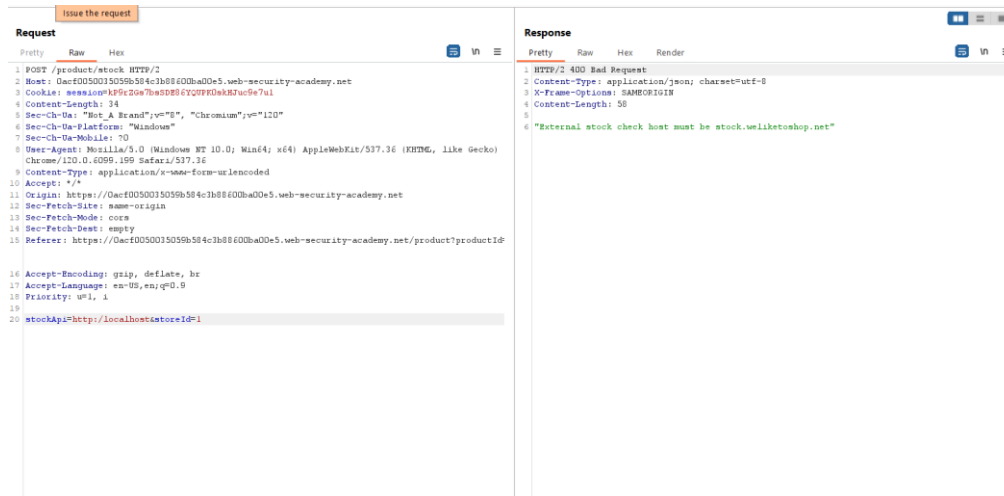 Issue the request
Request
Pretty Raw Hex
\n
1 POST /product/stock HTTP/2
2 Host: 0acf0050035059b584c3b88600ba00e5.web-security-academy.net
3 Cookie: session=kP9rZGs7bsSDE86YQUPK0mkHJuc9e7u1
4 Content-Length: 34
5 Sec-Ch-Ua: "Not_A Brand";v="8", "Chromium";v="120"
6 Sec-Ch-Ua-Platform: "Windows"
7 Sec-Ch-Ua-Mobile: ?0
8 User-Agent: Mozilla/5.0 (Windows NT 10.0; Win64; x64) AppleWebKit/537.36 (KHTML, like Gecko)
Chrome/120.0.6099.199 Safari/537.36
9 Content-Type: application/x-www-form-urlencoded
10 Accept: */*
11 Origin: https://0acf0050035059b584c3b88600ba00e5.web-security-academy.net
12 Sec-Fetch-Site: same-origin
13 Sec-Fetch-Mode: cors
14 Sec-Fetch-Dest: empty
15 Referer: https://0acf0050035059b584c3b88600ba00e5.web-security-academy.net/product?productId=
16 Accept-Encoding: gzip, deflate, br
17 Accept-Language: en-US,en;q=0.9
18 Priority: u=1, i
19
20 stockApi=http:/localhost&storeId=1
Response
Pretty Raw Hex Render
\n
1 HTTP/2 400 Bad Request
2 Content-Type: application/json; charset=utf-8
3 X-Frame-Options: SAMEORIGIN
4 Content-Length: 58
5
6 "External stock check host must be stock.weliketoshop.net"